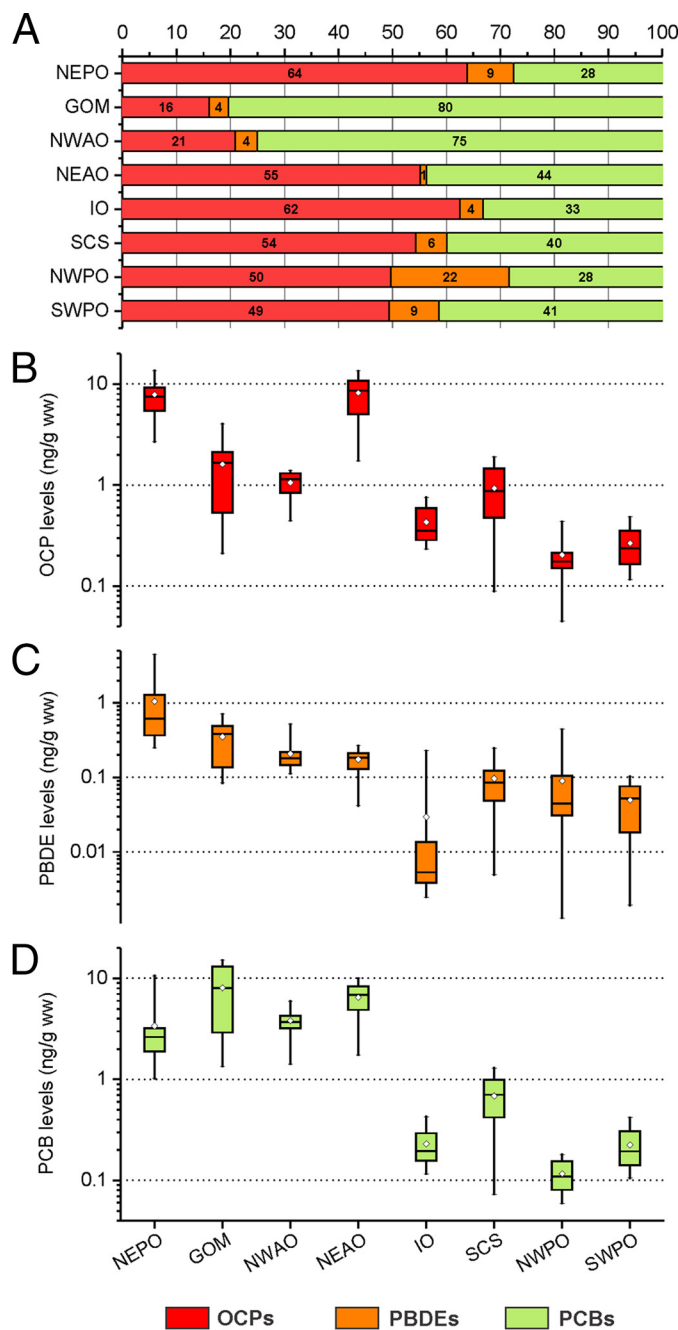 A
0 10 20 30 40 50 60 70 80 90 100
NEPO 64 9 28
GOM 16 4 80
NWAO 21 4 75
NEAO 55 1 44
IO 62 4 33
SCS 54 6 40
NWPO 50 22 28
SWPO 49 9 41
B
OCP levels (ng/g ww)
10
1
0.1
C
PBDE levels (ng/g ww)
1
0.1
0.01
D
PCB levels (ng/g ww)
10
1
0.1
NEPO GOM NWAO NEAO IO SCS NWPO SWPO
OCPs PBDEs PCBs